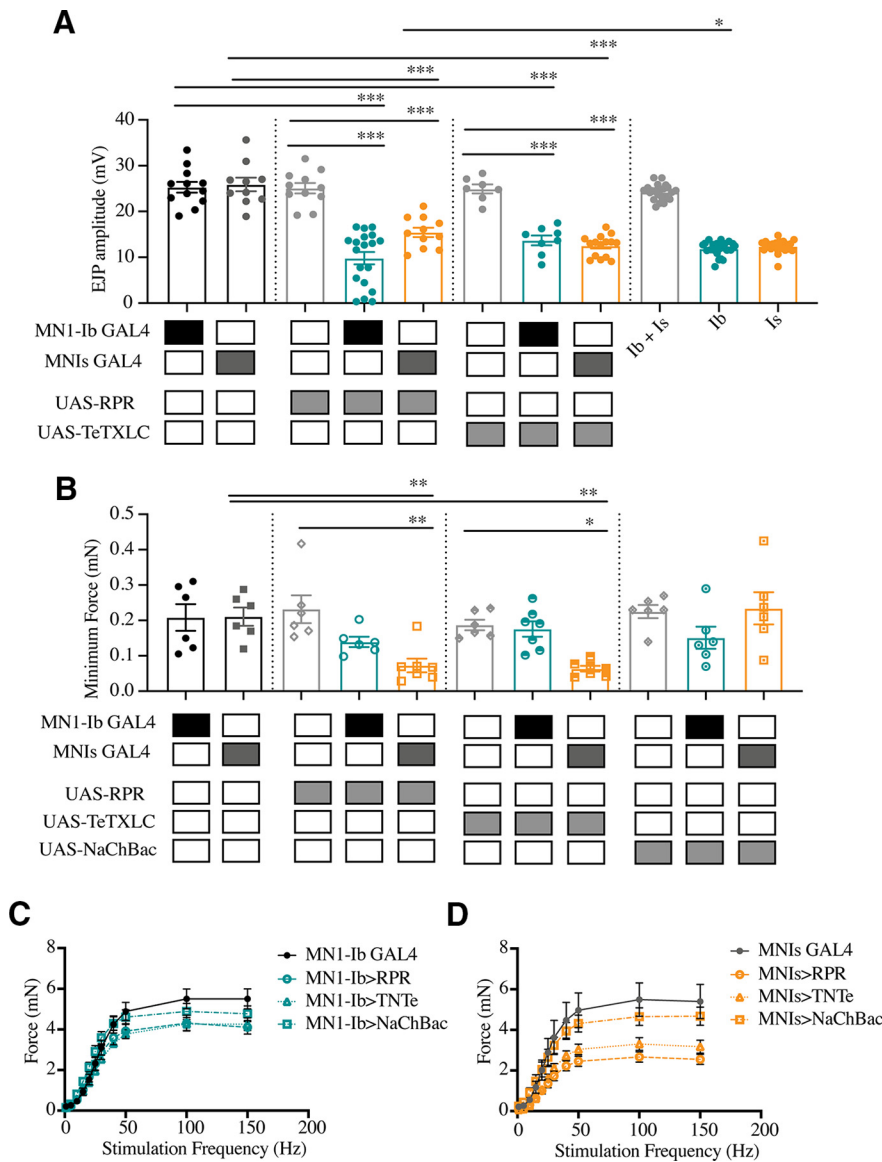 A
*
***
***
***
***
***
***
***
***
EJP amplitude (mV)
40
30
20
10
0
Ib + Is
Ib
Is
MN1-Ib GAL4
MNIs GAL4
UAS-RPR
UAS-TeTXLC
B
**
**
**
*
Minimum Force (mN)
0.5
0.4
0.3
0.2
0.1
0.0
MN1-Ib GAL4
MNIs GAL4
UAS-RPR
UAS-TeTXLC
UAS-NaChBac
C
Force (mN)
8
6
4
2
0
0 50 100 150 200
Stimulation Frequency (Hz)
MN1-Ib GAL4
MN1-Ib>RPR
MN1-Ib>TNTe
MN1-Ib>NaChBac
D
Force (mN)
8
6
4
2
0
0 50 100 150 200
Stimulation Frequency (Hz)
MNIs GAL4
MNIs>RPR
MNIs>TNTe
MNIs>NaChBac